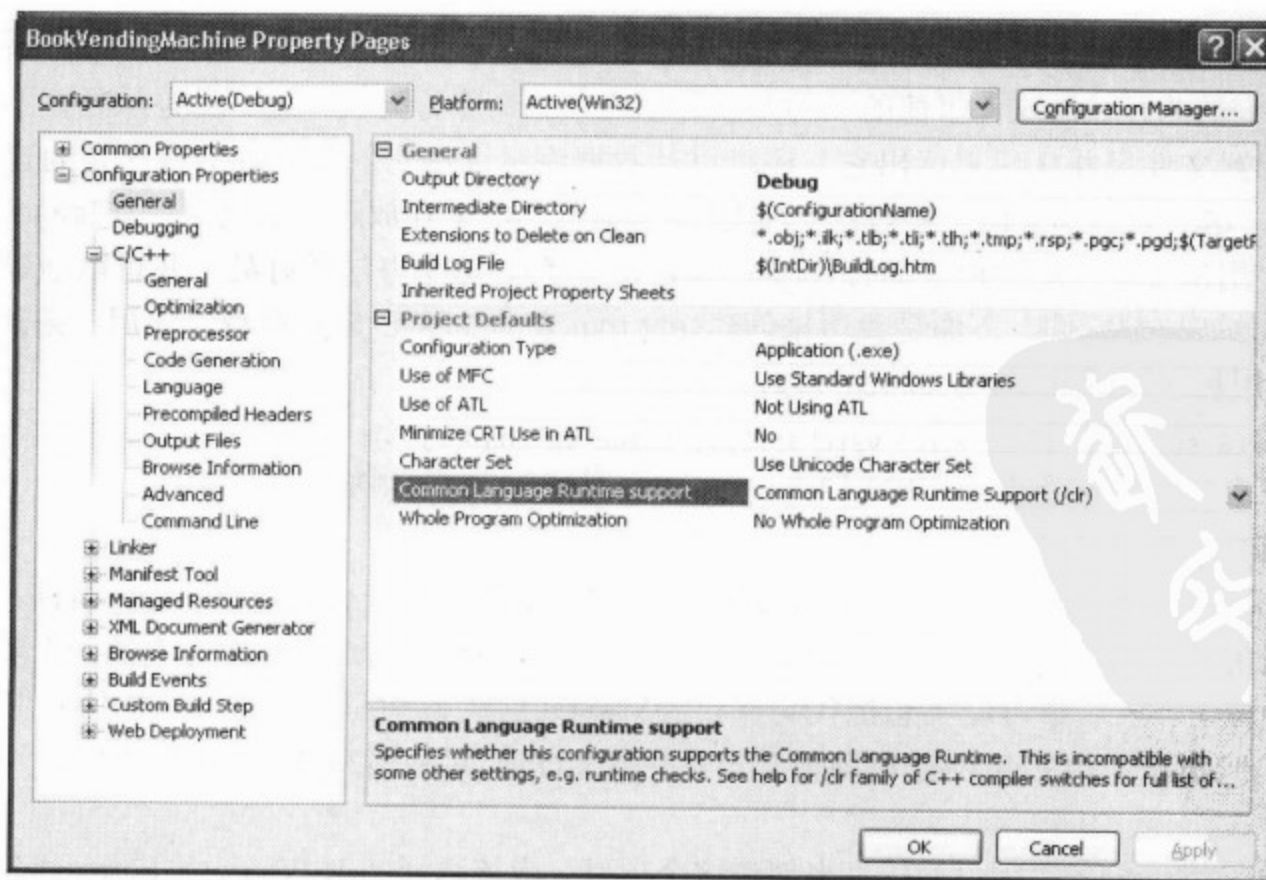 BookVendingMachine Property Pages
Configuration: Active(Debug) Platform: Active(Win32) Configuration Manager...
Common Properties
Configuration Properties
General
Debugging
C/C++
General
Optimization
Preprocessor
Code Generation
Language
Precompiled Headers
Output Files
Browse Information
Advanced
Command Line
Linker
Manifest Tool
Managed Resources
XML Document Generator
Browse Information
Build Events
Custom Build Step
Web Deployment
General
Output Directory Debug
Intermediate Directory $(ConfigurationName)
Extensions to Delete on Clean *.obj;*.ilk;*.tlb;*.tli;*.tlh;*.tmp;*.rsp;*.pgc;*.pgd;$(TargetP
Build Log File $(IntDir)\BuildLog.htm
Inherited Project Property Sheets
Project Defaults
Configuration Type Application (.exe)
Use of MFC Use Standard Windows Libraries
Use of ATL Not Using ATL
Minimize CRT Use in ATL No
Character Set Use Unicode Character Set
Common Language Runtime support Common Language Runtime Support (/clr)
Whole Program Optimization No Whole Program Optimization
Common Language Runtime support
Specifies whether this configuration supports the Common Language Runtime. This is incompatible with
some other settings, e.g. runtime checks. See help for /clr family of C++ compiler switches for full list of...
OK Cancel Apply